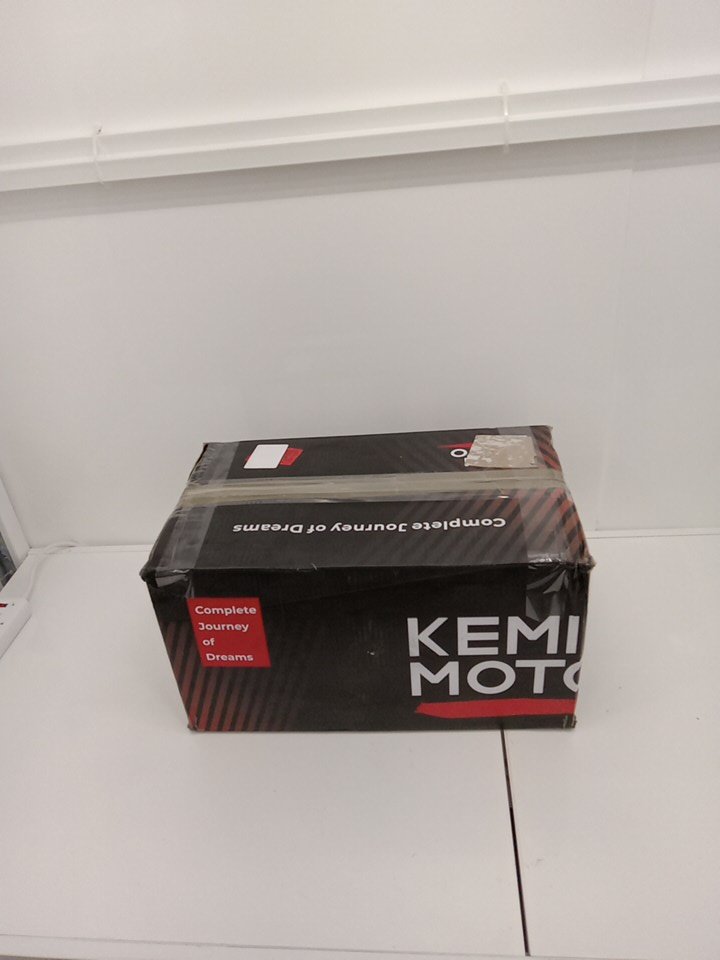 O
Complete Journey of Dreams
Complete
Journey
of
Dreams
KEMI
MOTO